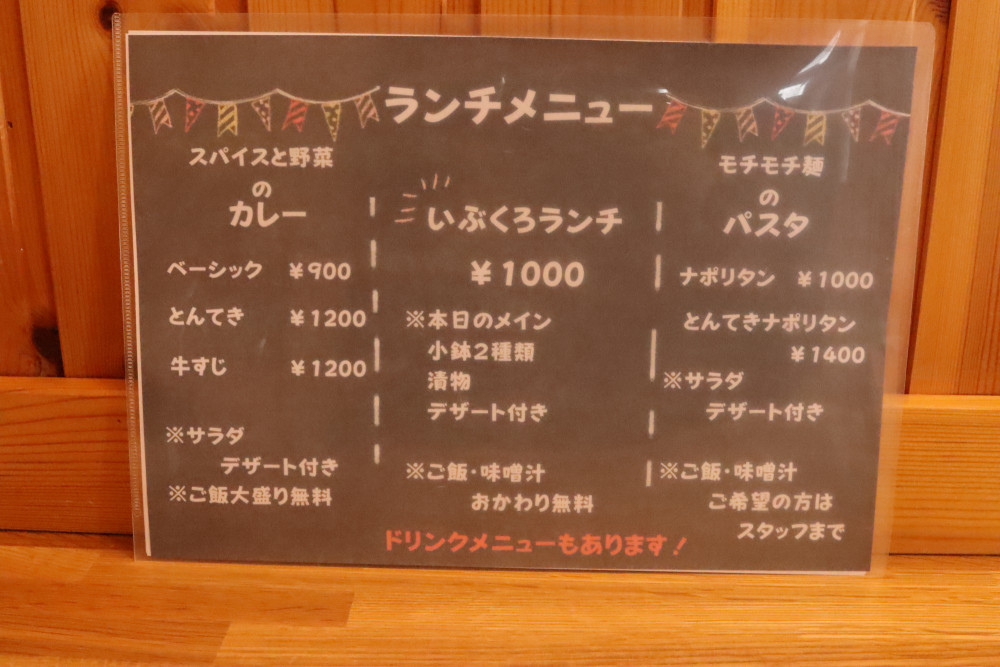 ランチメニュー
スパイスと野菜
の
カレー
ベーシック ￥900
とんてき ￥1200
牛すじ ￥1200
※サラダ
デザート付き
※ご飯大盛り無料
いぶくろランチ
￥1000
※本日のメイン
小鉢2種類
漬物
デザート付き
※ご飯・味噌汁
おかわり無料
モチモチ麺
の
パスタ
ナポリタン ￥1000
とんてきナポリタン
￥1400
※サラダ
デザート付き
※ご飯・味噌汁
ご希望の方は
スタッフまで
ドリンクメニューもあります！